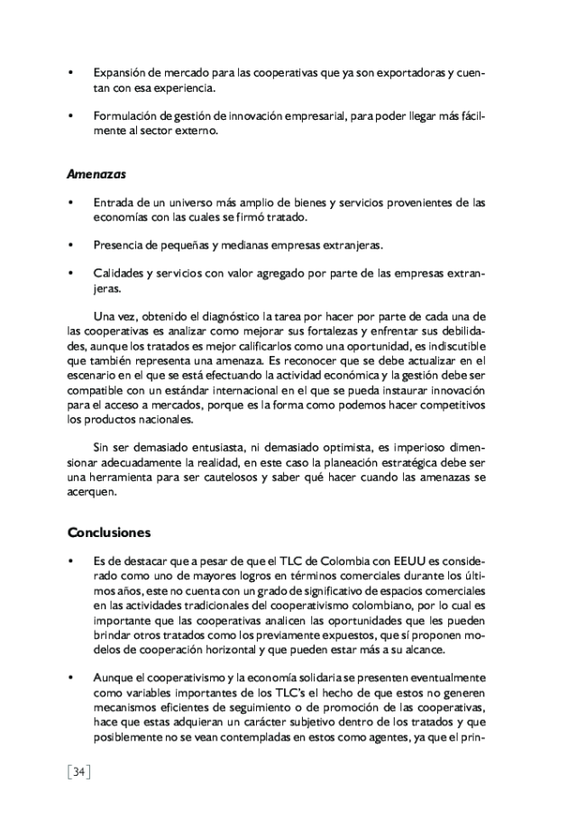 • Expansión de mercado para las cooperativas que ya son exportadoras y cuen-
tan con esa experiencia.
• Formulación de gestión de innovación empresarial, para poder llegar más fácil-
mente al sector externo.
Amenazas
• Entrada de un universo más amplio de bienes y servicios provenientes de las
economías con las cuales se firmó tratado.
• Presencia de pequeñas y medianas empresas extranjeras.
• Calidades y servicios con valor agregado por parte de las empresas extran-
jeras.
Una vez, obtenido el diagnóstico la tarea por hacer por parte de cada una de
las cooperativas es analizar como mejorar sus fortalezas y enfrentar sus debilida-
des, aunque los tratados es mejor calificarlos como una oportunidad, es indiscutible
que también representa una amenaza. Es reconocer que se debe actualizar en el
escenario en el que se está efectuando la actividad económica y la gestión debe ser
compatible con un estándar internacional en el que se pueda instaurar innovación
para el acceso a mercados, porque es la forma como podemos hacer competitivos
los productos nacionales.
Sin ser demasiado entusiasta, ni demasiado optimista, es imperioso dimen-
sionar adecuadamente la realidad, en este caso la planeación estratégica debe ser
una herramienta para ser cautelosos y saber qué hacer cuando las amenazas se
acerquen.
Conclusiones
• Es de destacar que a pesar de que el TLC de Colombia con EEUU es conside-
rado como uno de mayores logros en términos comerciales durante los últi-
mos años, este no cuenta con un grado de significativo de espacios comerciales
en las actividades tradicionales del cooperativismo colombiano, por lo cual es
importante que las cooperativas analicen las oportunidades que les pueden
brindar otros tratados como los previamente expuestos, que sí proponen mo-
delos de cooperación horizontal y que pueden estar más a su alcance.
• Aunque el cooperativismo y la economía solidaria se presenten eventualmente
como variables importantes de los TLC's el hecho de que estos no generen
mecanismos eficientes de seguimiento o de promoción de las cooperativas,
hace que estas adquieran un carácter subjetivo dentro de los tratados y que
posiblemente no se vean contempladas en estos como agentes, ya que el prin-
[34]